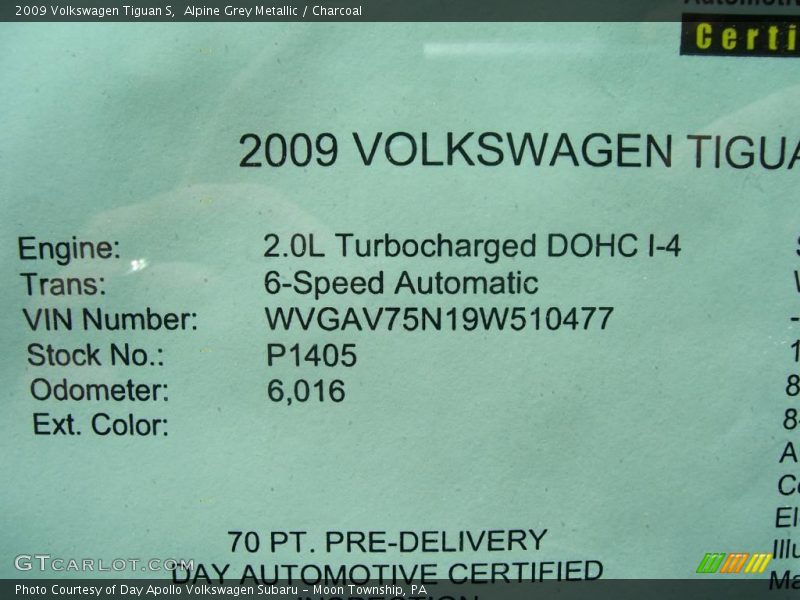 2009 Volkswagen Tiguan S, Alpine Grey Metallic / Charcoal
Certi
2009 VOLKSWAGEN TIGUA
Engine: 2.0L Turbocharged DOHC I-4
Trans: 6-Speed Automatic
VIN Number: WVGAV75N19W510477
Stock No.: P1405
Odometer: 6,016
Ext. Color:
70 PT. PRE-DELIVERY
DAY AUTOMOTIVE CERTIFIED
INSPECTION
GTCARLOT.COM
Photo Courtesy of Day Apollo Volkswagen Subaru – Moon Township, PA